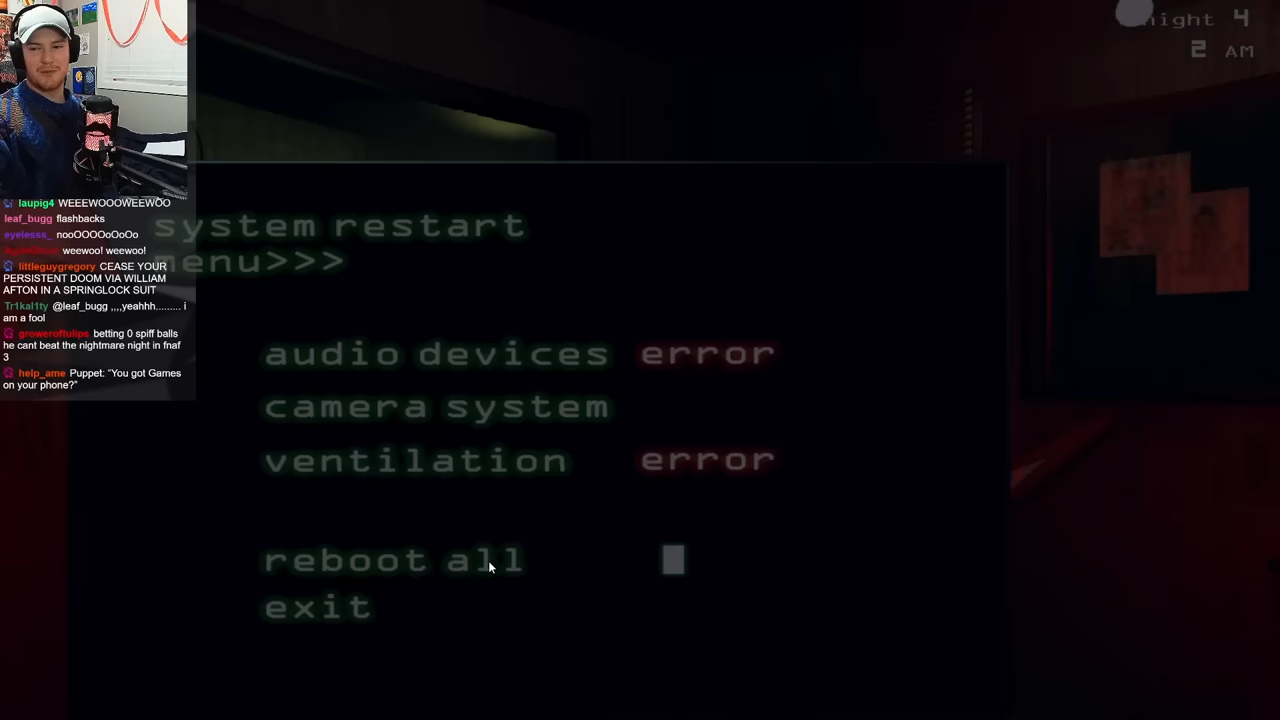 night 4
2 AM
laupig4 WEEEWOOOWEEWOO
leaf_bugg flashbacks
eyelesss_ nooOOOOoOoOo
weewoo! weewoo!
littleguygregory CEASE YOUR
PERSISTENT DOOM VIA WILLIAM
AFTON IN A SPRINGLOCK SUIT
Tr1kal1ty @leaf_bugg ,,,,yeahhh......... i
am a fool
groweroftulips betting 0 spiff balls
he cant beat the nightmare night in fnaf
3
help_ame Puppet: “You got Games
on your phone?”
system restart
menu>>>
audio devices error
camera system
ventilation error
reboot all
exit